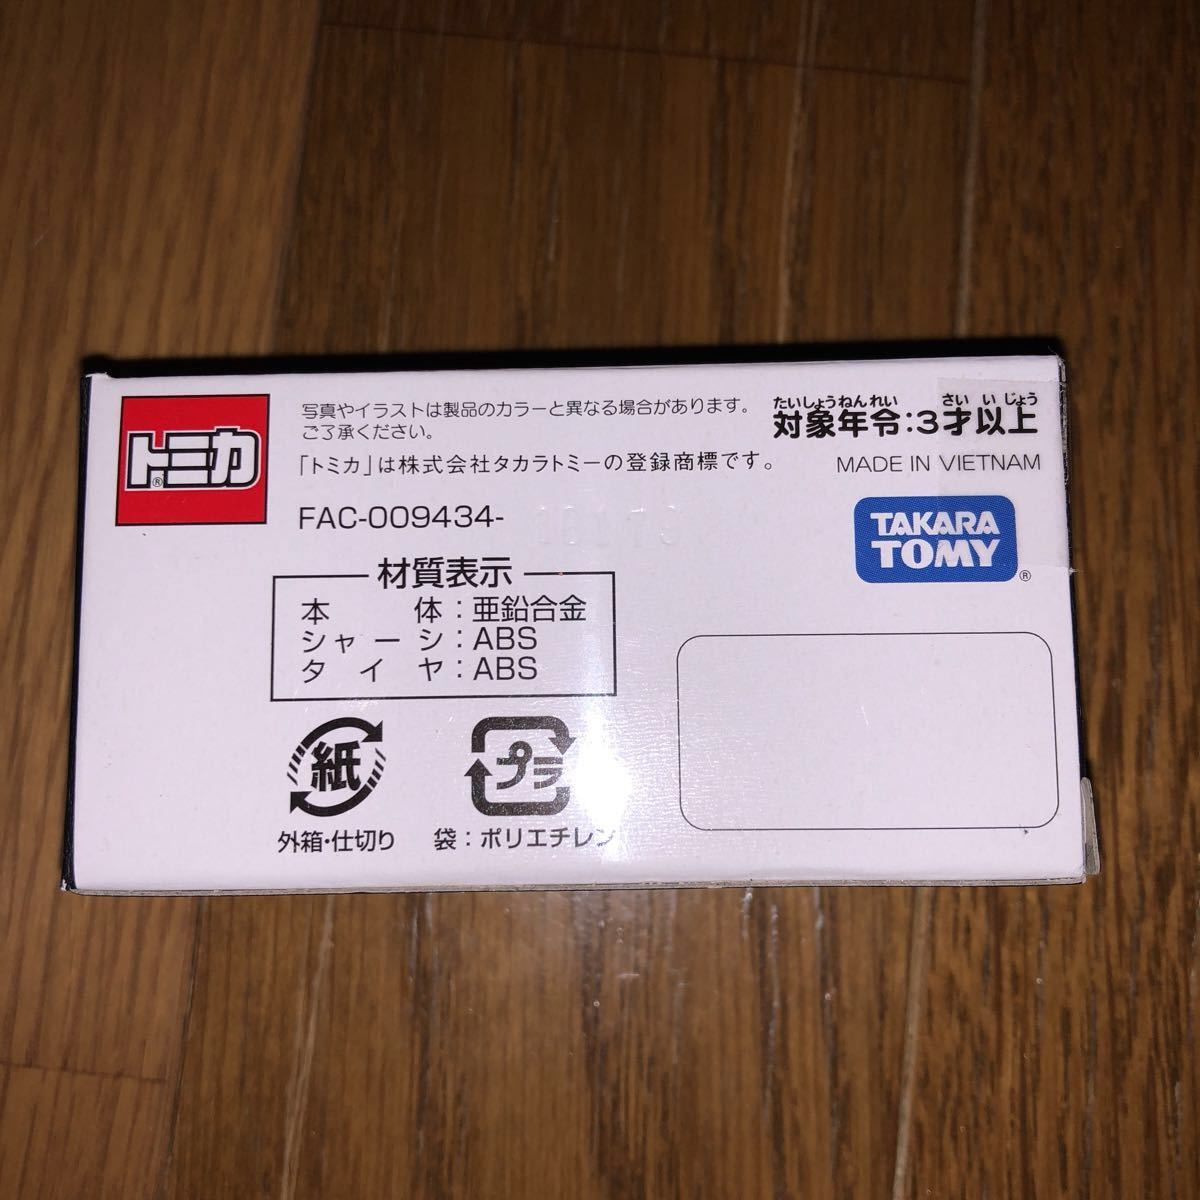 トミカ®
写真やイラストは製品のカラーと異なる場合があります。
ご了承ください。
「トミカ」は株式会社タカラトミーの登録商標です。
たいしょうねんれい さい いじょう
対象年令:3才以上
MADE IN VIETNAM
FAC-009434-
TAKARA
TOMY®
材質表示
本体:亜鉛合金
シャーシ:ABS
タイヤ:ABS
紙
プラ
外箱・仕切り
袋:ポリエチレン